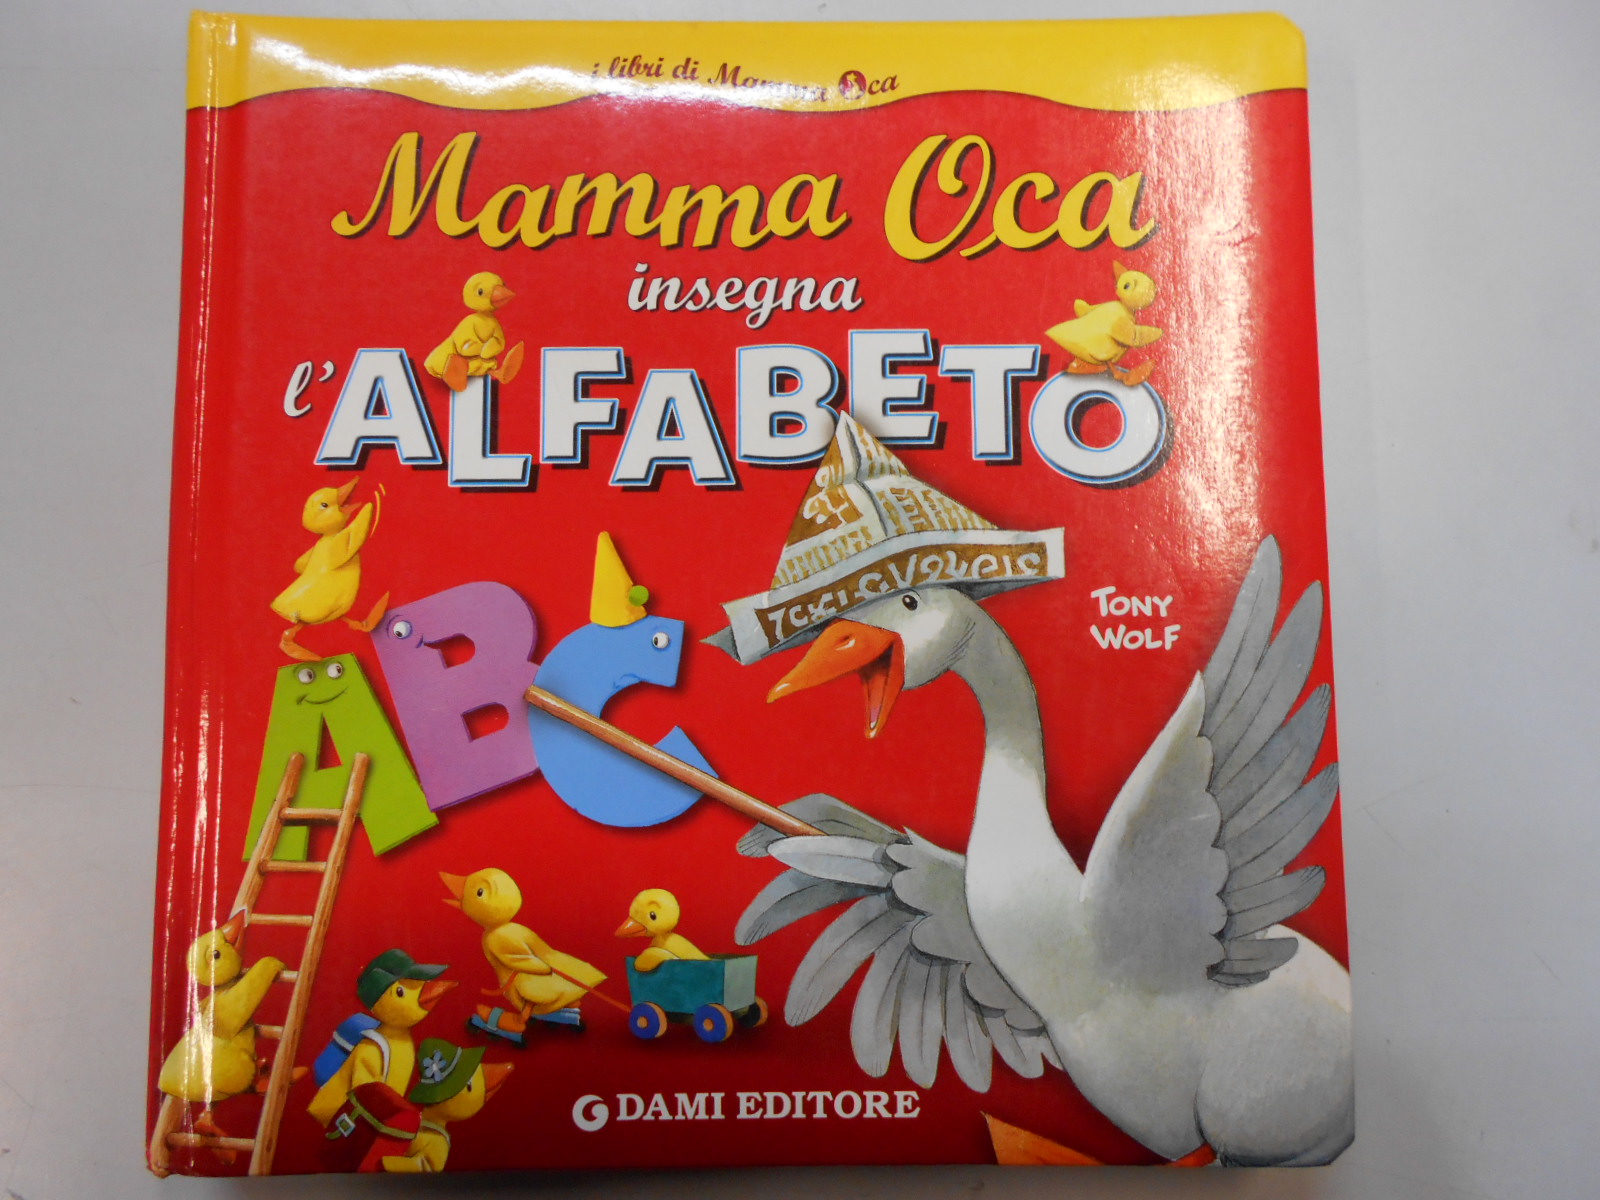 i libri di Mamma Oca
Mamma Oca
insegna
l'ALFABETO
ABC
TONY
WOLF
DAMI EDITORE